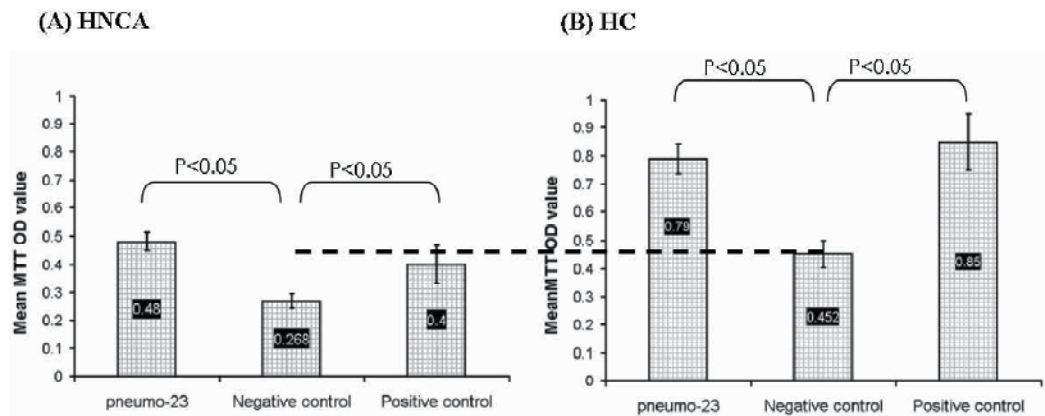 (A) HNCA
P<0.05
P<0.05
Mean MTT OD value
1
0.9
0.8
0.7
0.6
0.5
0.4
0.3
0.2
0.1
0
0.48
0.268
0.4
pneumo-23
Negative control
Positive control
(B) HC
P<0.05
P<0.05
MeanMTT OD value
1
0.9
0.8
0.7
0.6
0.5
0.4
0.3
0.2
0.1
0
0.79
0.452
0.85
pneumo-23
Negative control
Positive control